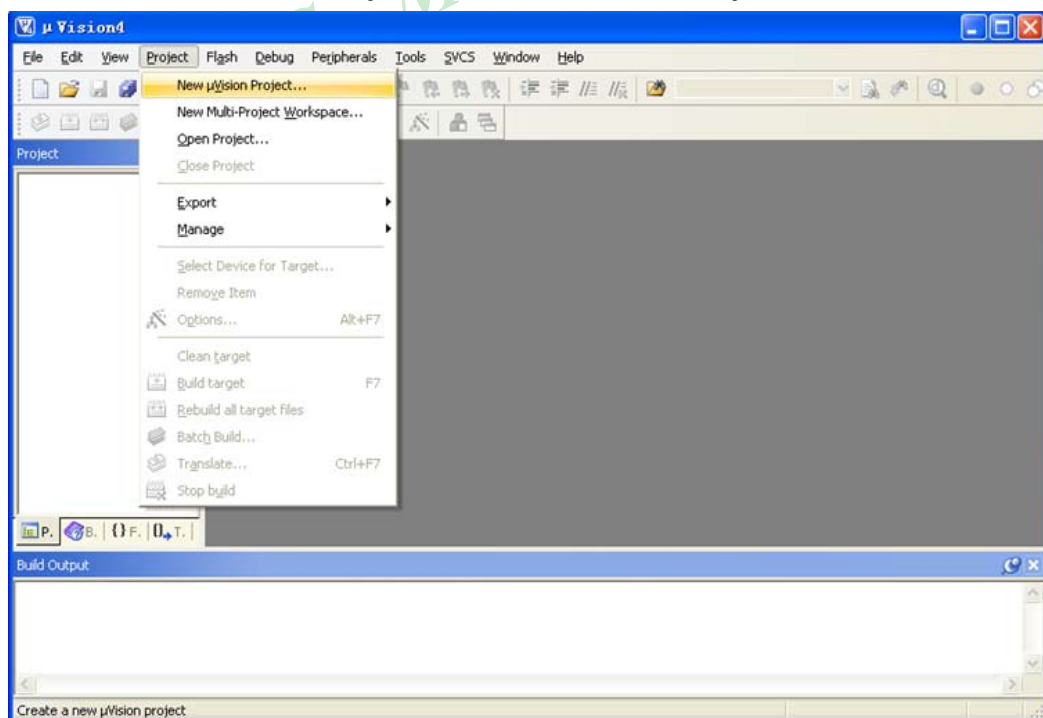 μ Vision4
File Edit View Project Flash Debug Peripherals Tools SVCS Window Help
New μVision Project...
New Multi-Project Workspace...
Open Project...
Close Project
Export
Manage
Select Device for Target...
Remove Item
Options... Alt+F7
Clean target
Build target F7
Rebuild all target files
Batch Build...
Translate... Ctrl+F7
Stop build
Project
P. B. {} F. 0 T.
Build Output
Create a new μVision project